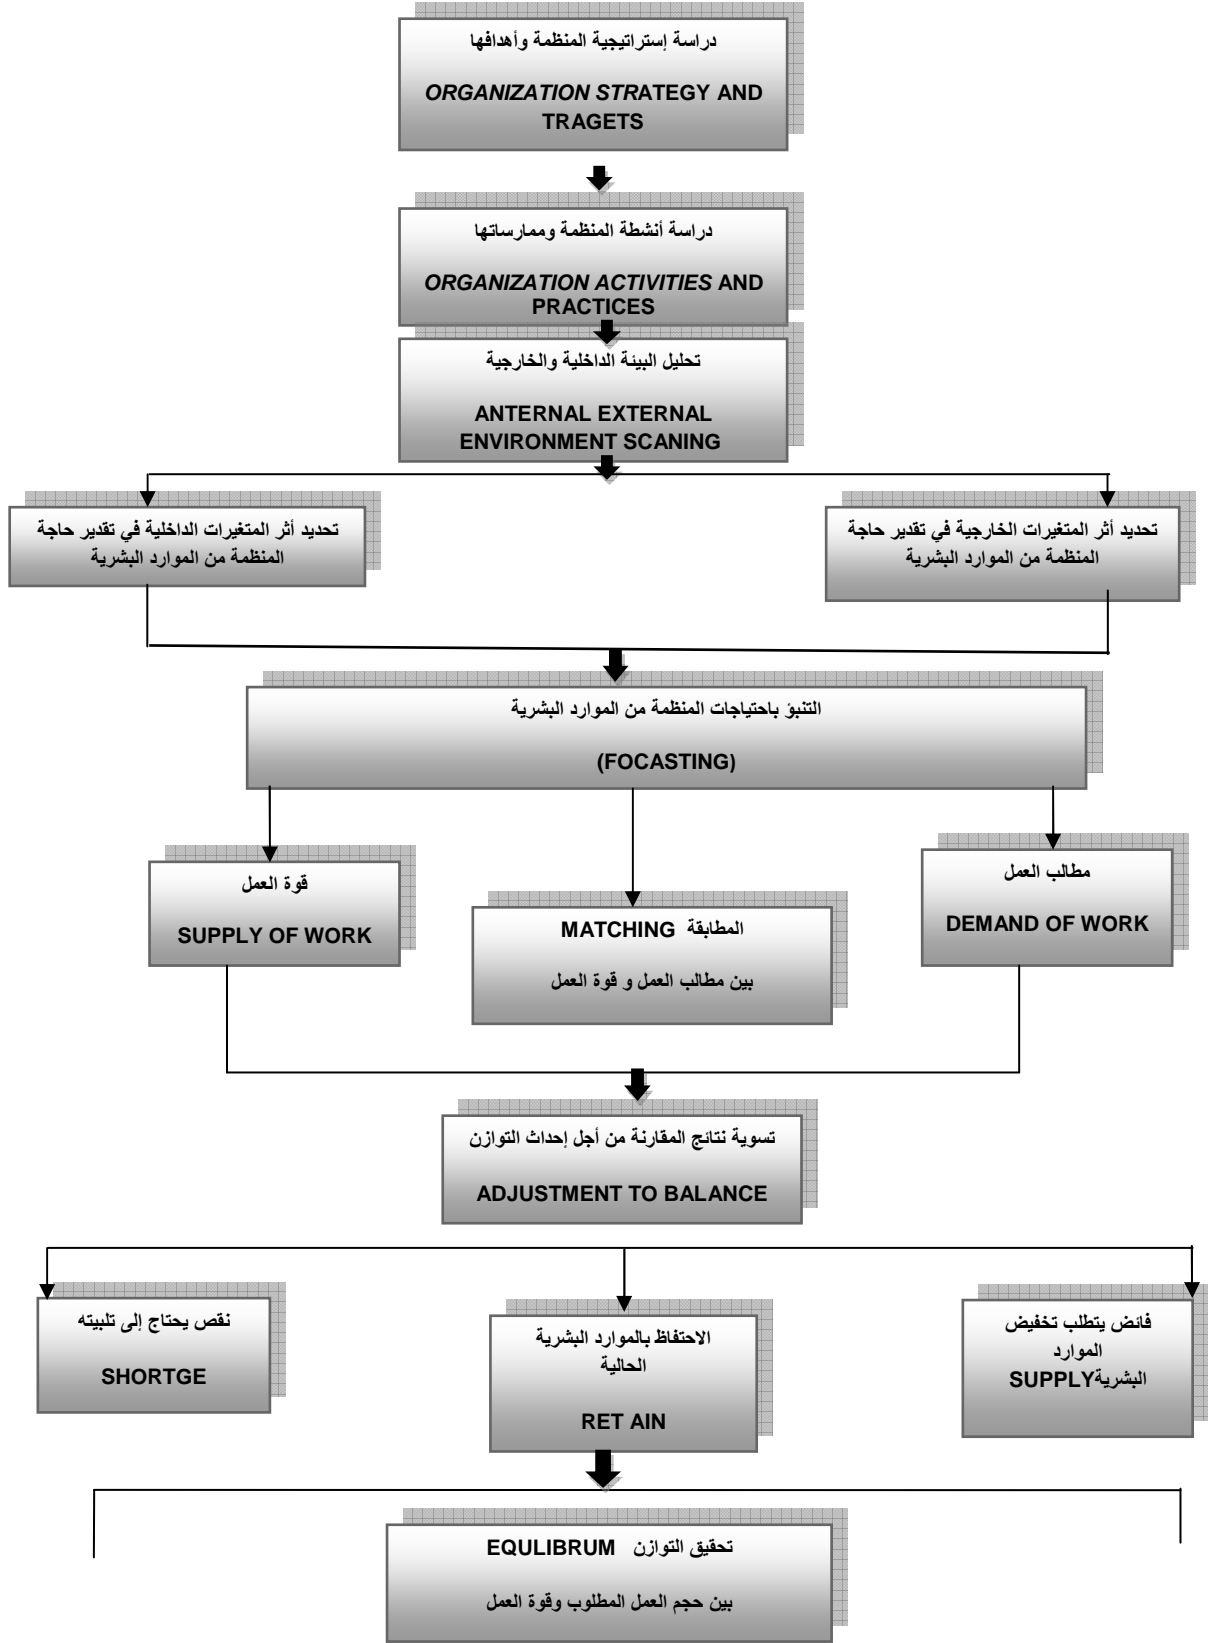 دراسة إستراتيجية المنظمة وأهدافها
ORGANIZATION STRATEGY AND
TRAGETS
دراسة أنشطة المنظمة وممارساتها
ORGANIZATION ACTIVITIES AND
PRACTICES
تحليل البيئة الداخلية والخارجية
ANTERNAL EXTERNAL
ENVIRONMENT SCANING
تحديد أثر المتغيرات الخارجية في تقدير حاجة
المنظمة من الموارد البشرية
تحديد أثر المتغيرات الداخلية في تقدير حاجة
المنظمة من الموارد البشرية
التنبؤ باحتياجات المنظمة من الموارد البشرية
(FOCASTING)
مطالب العمل
DEMAND OF WORK
المطابقة MATCHING
بين مطالب العمل و قوة العمل
قوة العمل
SUPPLY OF WORK
تسوية نتائج المقارنة من أجل إحداث التوازن
ADJUSTMENT TO BALANCE
فائض يتطلب تخفيض
الموارد
البشريةSUPPLY
الاحتفاظ بالموارد البشرية
الحالية
RET AIN
نقص يحتاج إلى تلبيته
SHORTGE
تحقيق التوازن EQULIBRUM
بين حجم العمل المطلوب وقوة العمل